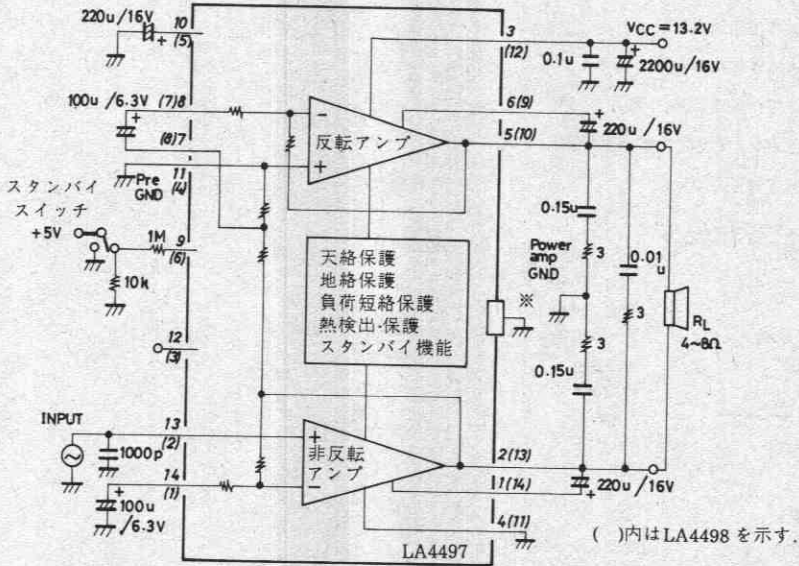 220u/16V
+
10
(5)
3
(12)
VCC=13.2V
0.1u
+
2200u/16V
100u/6.3V
+
(7)8
(8)7
6(9)
5(10)
+
220u/16V
−
反転アンプ
+
11
(4)
Pre
GND
スタンバイ
スイッチ
+5V
1M
9
(6)
10k
0.15u
Power
amp
GND
3
0.01
u
3
3
0.15u
RL
4~8Ω
天絡保護
地絡保護
負荷短絡保護
熱検出・保護
スタンバイ機能
※
12
(3)
INPUT
13
(2)
1000p
14
(1)
+
100u
/6.3V
+
非反転
アンプ
−
2(13)
1(14)
+
220u/16V
4(11)
LA4497
( )内はLA4498を示す.